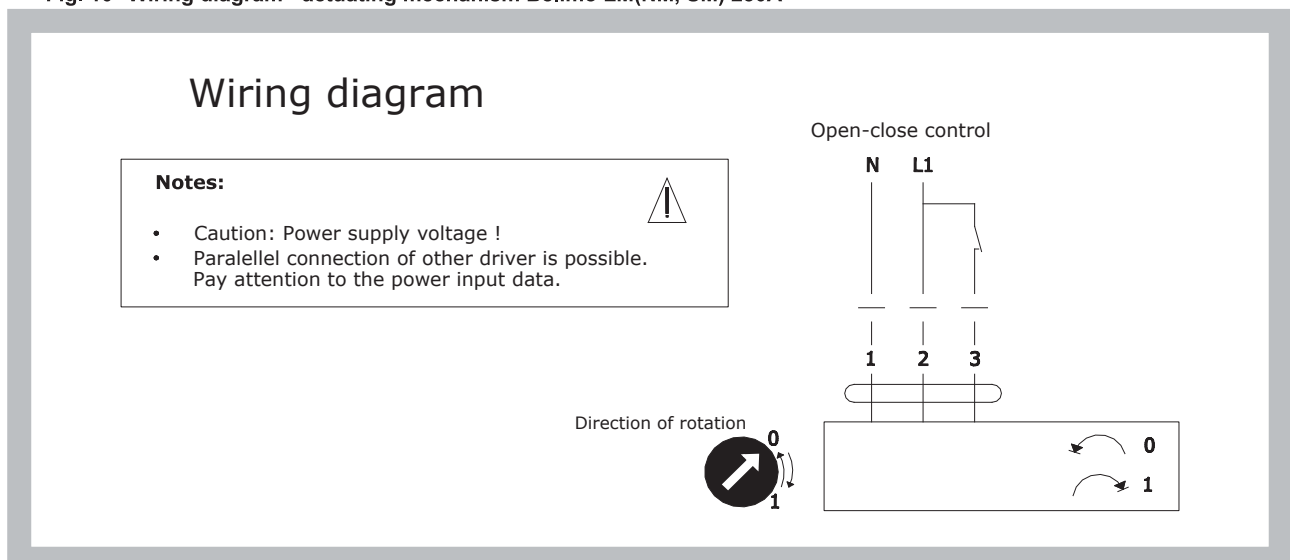 Wiring diagram
Open-close control
N L1
Notes:
• Caution: Power supply voltage !
• Paralellel connection of other driver is possible.
Pay attention to the power input data.
1 2 3
Direction of rotation
0
1
0
1